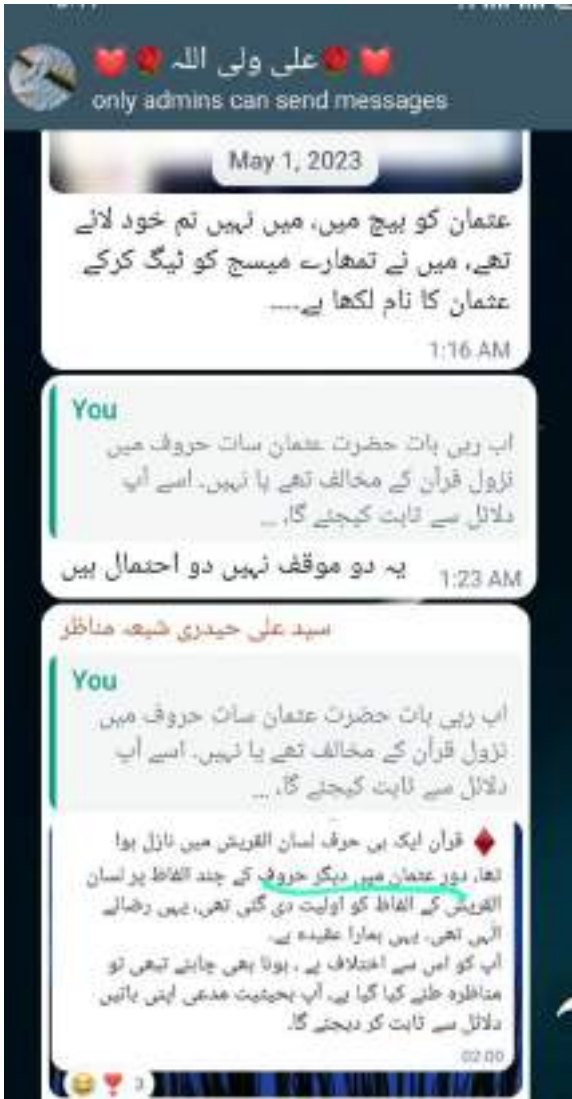 علی ولی اللہ
only admins can send messages
May 1, 2023
عثمان کو بیچ میں، میں نہیں تم خود لائے
تھے، میں نے تمھارے میسج کو ٹیگ کرکے
عثمان کا نام لکھا ہے....
1:16 AM
You
اب رہی بات حضرت عثمان سات حروف میں
نزول قرآن کے مخالف تھے یا نہیں۔ اسے آپ
دلائل سے ثابت کیجئے گا، ...
یہ دو موقف نہیں دو احتمال ہیں
1:23 AM
سید علی حیدری شیعہ مناظر
You
اب رہی بات حضرت عثمان سات حروف میں
نزول قرآن کے مخالف تھے یا نہیں۔ اسے آپ
دلائل سے ثابت کیجئے گا، ...
قرآن ایک ہی حرف لسان القریش میں نازل ہوا
تھا، دور عثمان میں دیگر حروف کے چند الفاظ پر لسان
القریش کے الفاظ کو اولیت دی گئی تھی، یہی رضائے
الٰہی تھی۔ یہی ہمارا عقیدہ ہے۔
آپ کو اس سے اختلاف ہے ، ہونا بھی چاہئے تبھی تو
مناظرہ طئے کیا گیا ہے۔ آپ بحیثیت مدعی اپنی باتیں
دلائل سے ثابت کر دیجئے گا۔
02:00
3